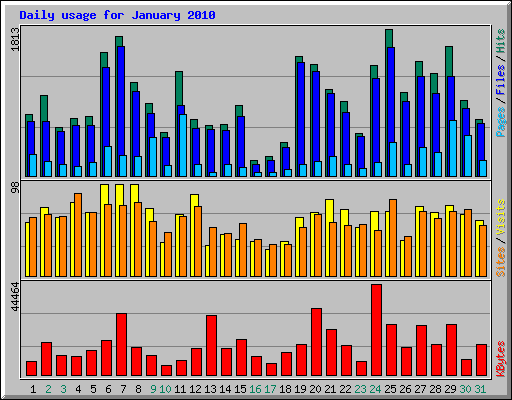 Daily usage for January 2010
1813
Pages / Files / Hits
98
Sites / Visits
44464
KBytes
1 2 3 4 5 6 7 8 9 10 11 12 13 14 15 16 17 18 19 20 21 22 23 24 25 26 27 28 29 30 31